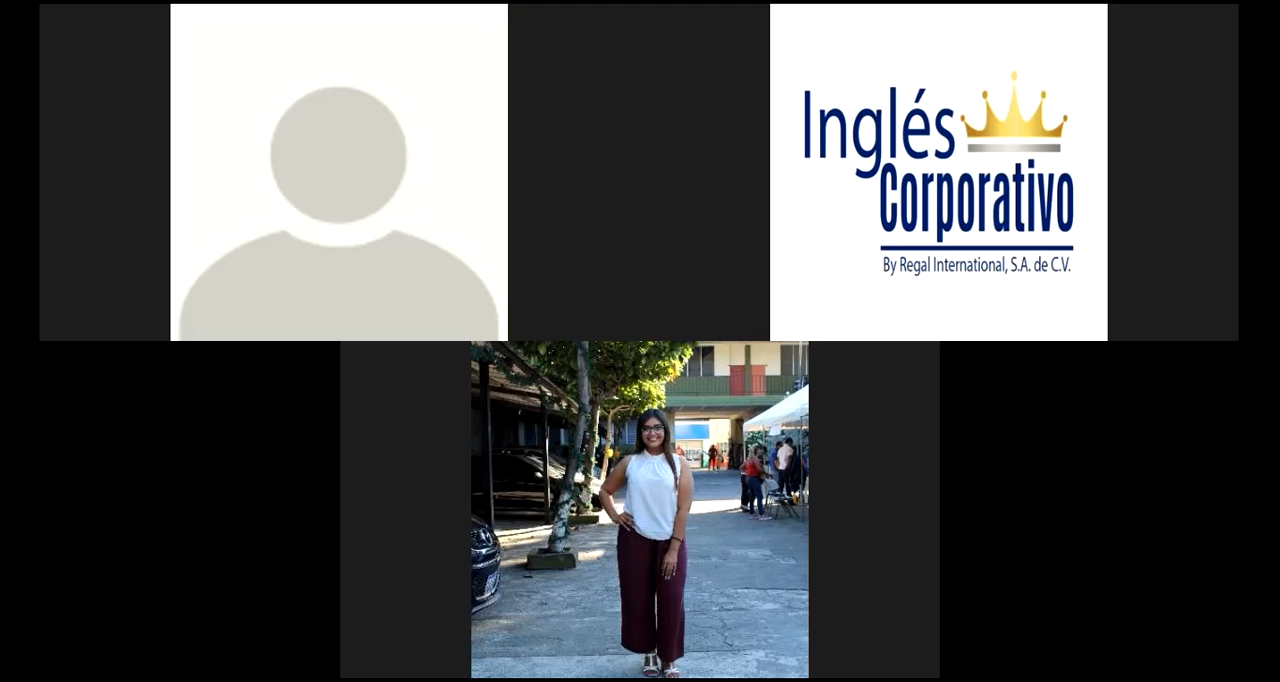 Inglés
Corporativo
By Regal International, S.A. de C.V.